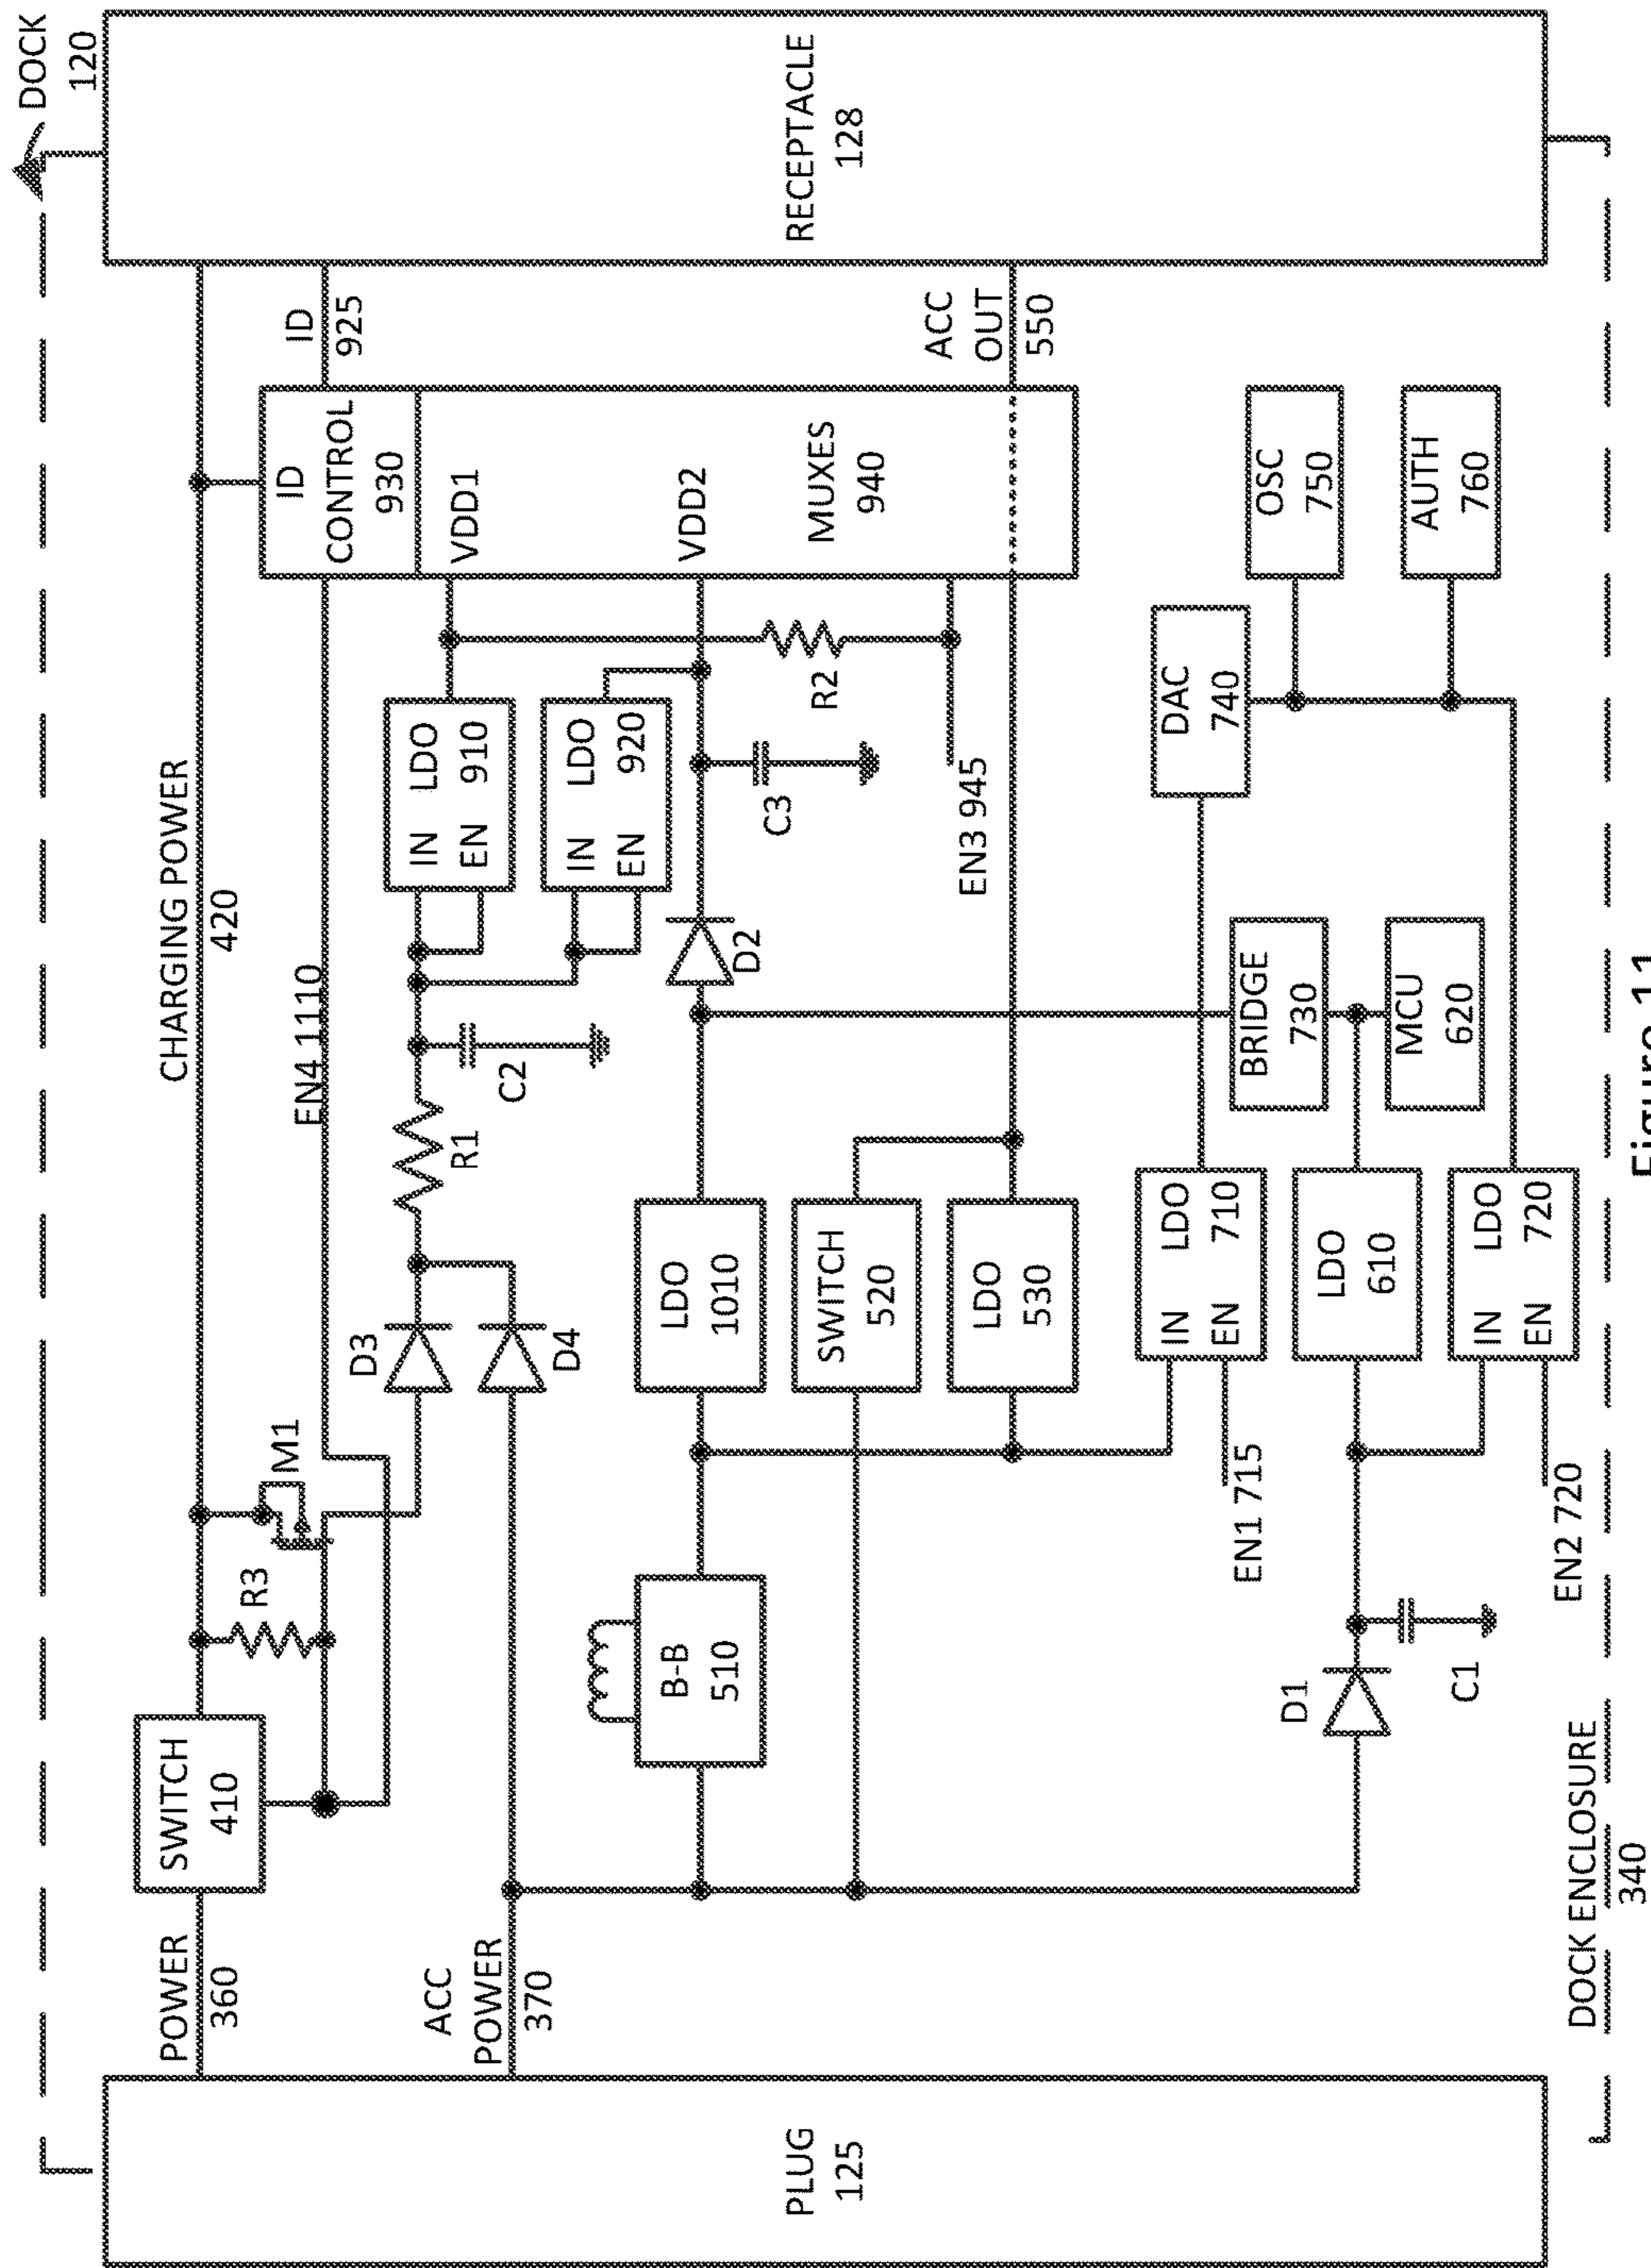 DOCK
120
POWER
360
SWITCH
410
R3
M1
CHARGING POWER
420
EN4 1110
ID
925
ID
CONTROL
930
ACC
POWER
370
D3
D4
R1
C2
IN LDO
EN 910
IN LDO
EN 920
VDD1
VDD2
MUXES
940
B-B
510
LDO
1010
SWITCH
520
LDO
530
D2
C3
R2
EN3 945
ACC
OUT
550
PLUG
125
RECEPTACLE
128
EN1 715
IN LDO
EN 710
DAC
740
BRIDGE
730
OSC
750
D1
C1
LDO
610
MCU
620
AUTH
760
EN2 720
IN LDO
EN 720
DOCK ENCLOSURE
340
Figure 11